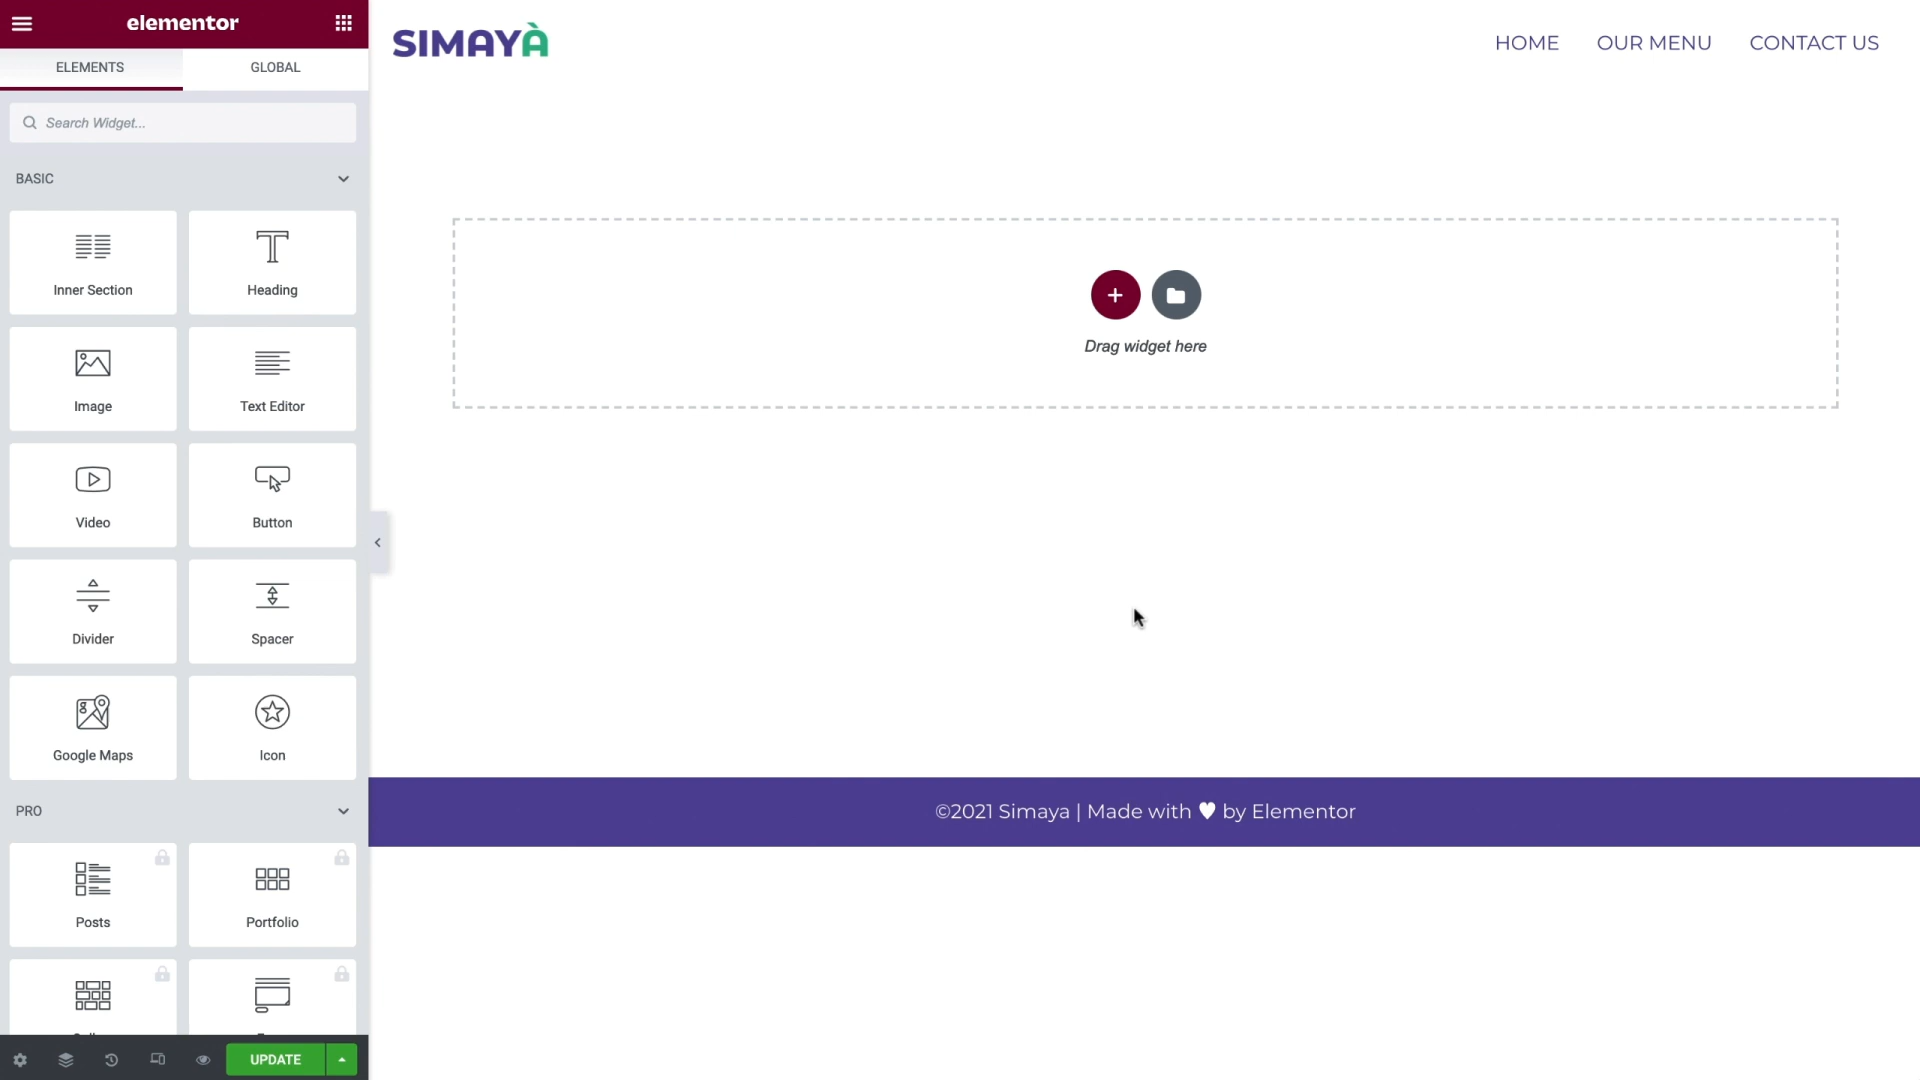 elementor
ELEMENTS
GLOBAL
Search Widget...
BASIC
Inner Section
Heading
Image
Text Editor
Video
Button
Divider
Spacer
Google Maps
Icon
PRO
Posts
Portfolio
UPDATE
SIMAYÀ
HOME
OUR MENU
CONTACT US
Drag widget here
©2021 Simaya | Made with ♥ by Elementor